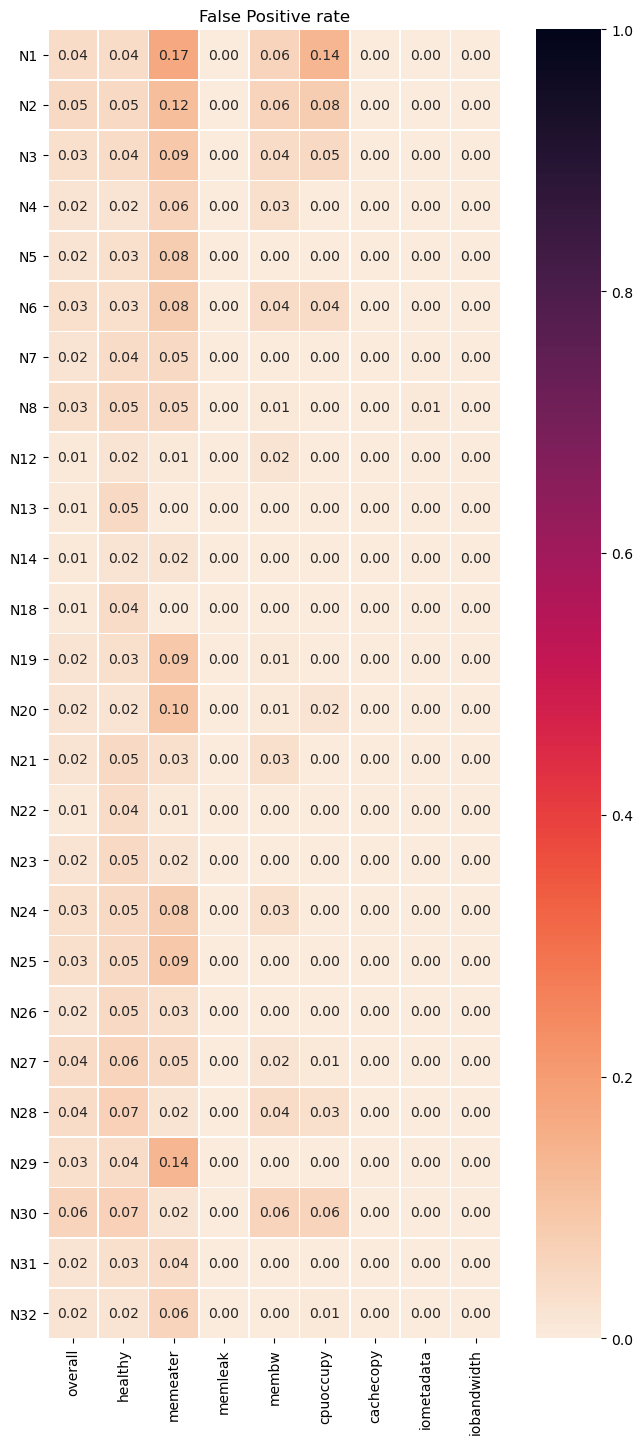 False Positive rate
N1 0.04 0.04 0.17 0.00 0.06 0.14 0.00 0.00 0.00
N2 0.05 0.05 0.12 0.00 0.06 0.08 0.00 0.00 0.00
N3 0.03 0.04 0.09 0.00 0.04 0.05 0.00 0.00 0.00
N4 0.02 0.02 0.06 0.00 0.03 0.00 0.00 0.00 0.00
N5 0.02 0.03 0.08 0.00 0.00 0.00 0.00 0.00 0.00
N6 0.03 0.03 0.08 0.00 0.04 0.04 0.00 0.00 0.00
N7 0.02 0.04 0.05 0.00 0.00 0.00 0.00 0.00 0.00
N8 0.03 0.05 0.05 0.00 0.01 0.00 0.00 0.01 0.00
N12 0.01 0.02 0.01 0.00 0.02 0.00 0.00 0.00 0.00
N13 0.01 0.05 0.00 0.00 0.00 0.00 0.00 0.00 0.00
N14 0.01 0.02 0.02 0.00 0.00 0.00 0.00 0.00 0.00
N18 0.01 0.04 0.00 0.00 0.00 0.00 0.00 0.00 0.00
N19 0.02 0.03 0.09 0.00 0.01 0.00 0.00 0.00 0.00
N20 0.02 0.02 0.10 0.00 0.01 0.02 0.00 0.00 0.00
N21 0.02 0.05 0.03 0.00 0.03 0.00 0.00 0.00 0.00
N22 0.01 0.04 0.01 0.00 0.00 0.00 0.00 0.00 0.00
N23 0.02 0.05 0.02 0.00 0.00 0.00 0.00 0.00 0.00
N24 0.03 0.05 0.08 0.00 0.03 0.00 0.00 0.00 0.00
N25 0.03 0.05 0.09 0.00 0.00 0.00 0.00 0.00 0.00
N26 0.02 0.05 0.03 0.00 0.00 0.00 0.00 0.00 0.00
N27 0.04 0.06 0.05 0.00 0.02 0.01 0.00 0.00 0.00
N28 0.04 0.07 0.02 0.00 0.04 0.03 0.00 0.00 0.00
N29 0.03 0.04 0.14 0.00 0.00 0.00 0.00 0.00 0.00
N30 0.06 0.07 0.02 0.00 0.06 0.06 0.00 0.00 0.00
N31 0.02 0.03 0.04 0.00 0.00 0.00 0.00 0.00 0.00
N32 0.02 0.02 0.06 0.00 0.00 0.01 0.00 0.00 0.00
overall healthy memeater memleak membw cpuoccupy cachecopy iometadata iobandwidth
1.0
0.8
0.6
0.4
0.2
0.0